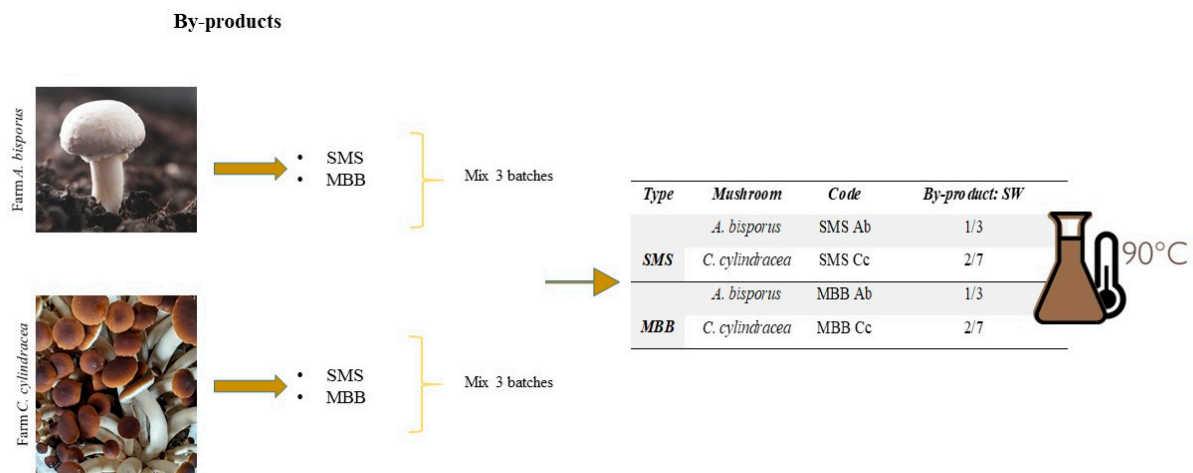 By-products
Farm A. bisporus
• SMS
• MBB
Mix 3 batches
Farm C. cylindracea
• SMS
• MBB
Mix 3 batches
Type Mushroom Code By-product: SW
SMS
A. bisporus SMS Ab 1/3
C. cylindracea SMS Cc 2/7
MBB
A. bisporus MBB Ab 1/3
C. cylindracea MBB Cc 2/7
90°C